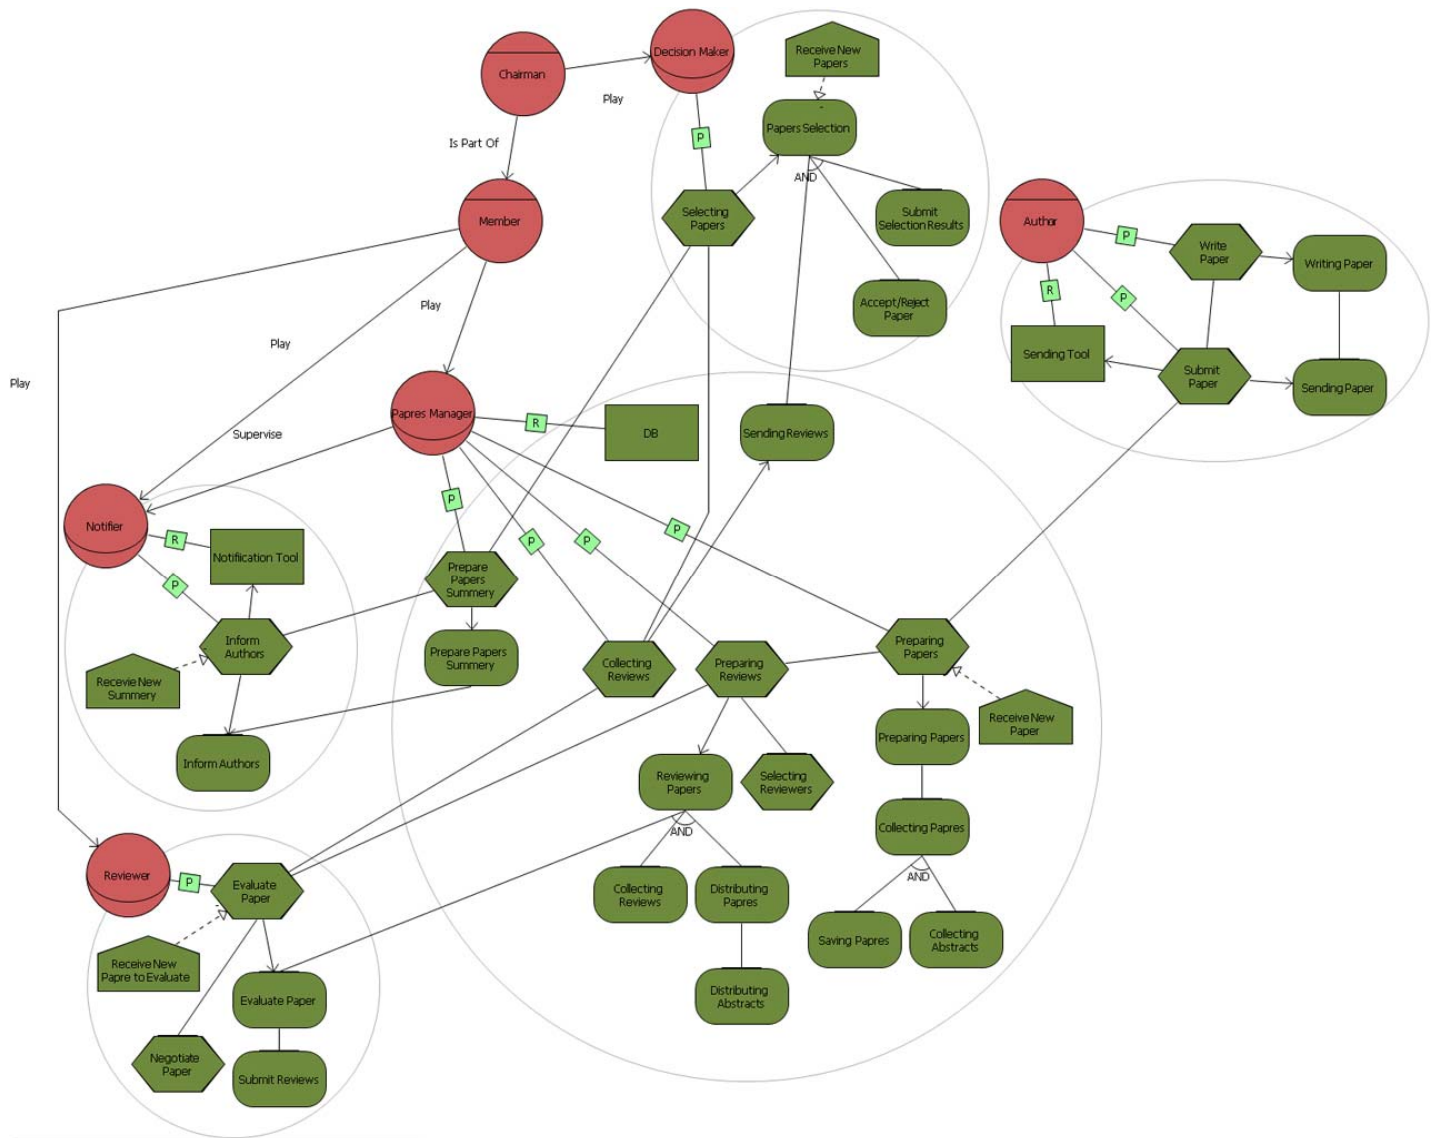 Decision Maker
Receive New
Papers
Chairman
Play
P
Papers Selection
Is Part Of
AND
Member
Selecting
Papers
Submit
Selection Results
Author
P
Write
Paper
Writing Paper
R
P
Accept/Reject
Paper
Play
Play
Play
Sending Tool
Submit
Paper
Sending Paper
Papres Manager
R
DB
Sending Reviews
Supervise
P
P
P
P
Notifier
R
Notifiication Tool
P
Prepare
Papers
Summery
Inform
Authors
Prepare Papers
Summery
Collecting
Reviews
Preparing
Reviews
Preparing
Papers
Recevie New
Summery
Receive New
Paper
Preparing Papers
Inform Authors
Reviewing
Papers
Selecting
Reviewers
AND
Collecting Papres
Reviewer
P
Evaluate
Paper
AND
Collecting
Reviews
Distributing
Papres
Saving Papres
Collecting
Abstracts
Receive New
Papre to Evaluate
Evaluate Paper
Distributing
Abstracts
Negotiate
Paper
Submit Reviews